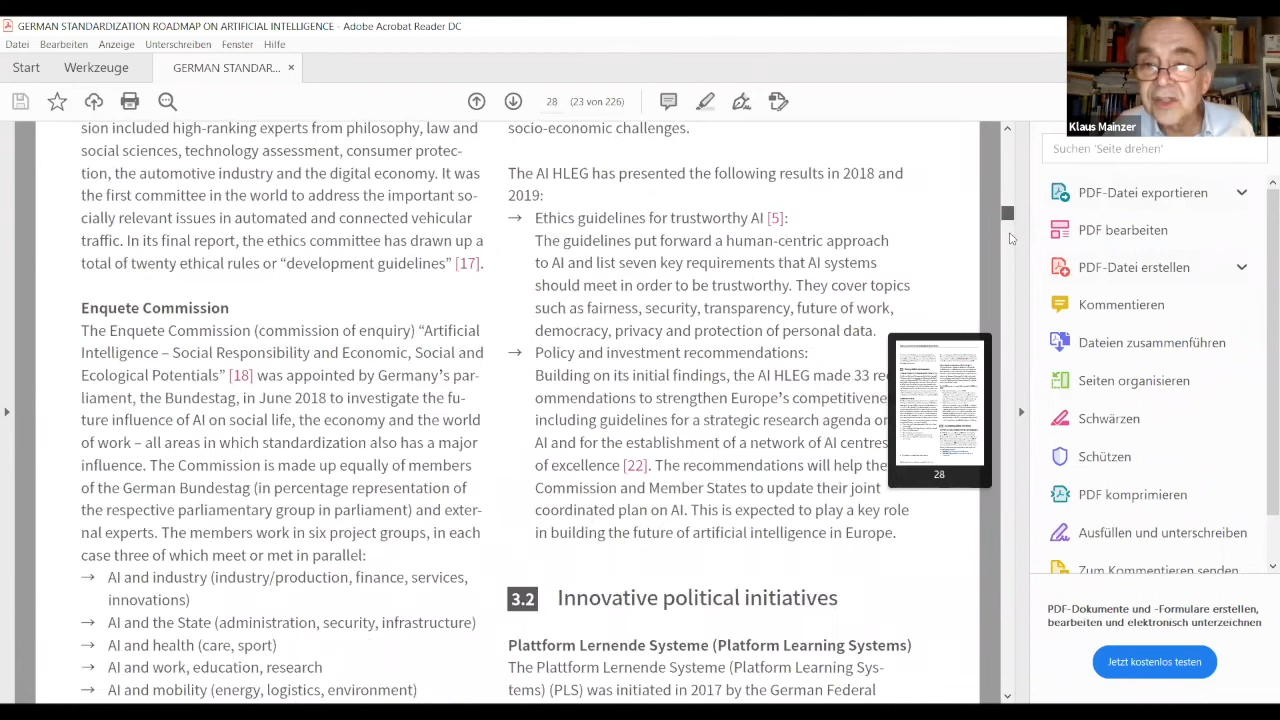 GERMAN STANDARDIZATION ROADMAP ON ARTIFICIAL INTELLIGENCE - Adobe Acrobat Reader DC
Datei Bearbeiten Anzeige Unterschreiben Fenster Hilfe
Start Werkzeuge GERMAN STANDAR... ×
28 (23 von 226)
Klaus Mainzer
sion included high-ranking experts from philosophy, law and
social sciences, technology assessment, consumer protec-
tion, the automotive industry and the digital economy. It was
the first committee in the world to address the important so-
cially relevant issues in automated and connected vehicular
traffic. In its final report, the ethics committee has drawn up a
total of twenty ethical rules or “development guidelines” [17].
Enquete Commission
The Enquete Commission (commission of enquiry) “Artificial
Intelligence – Social Responsibility and Economic, Social and
Ecological Potential” [21] was appointed by Germany’s par-
liament, the Bundestag, in June 2018 to investigate the fu-
ture influence of AI on our life, the economy and the world
of work – all areas in which standardization also has a major
influence. The Commission is made up equally of members
of the German Bundestag (in percentage representation of
the respective parliamentary group in parliament) and exter-
nal experts. The members work in six project groups, in each
case three of which meet or met in parallel:
→ AI and industry (industry/production, finance, services,
innovations)
→ AI and the State (administration, security, infrastructure)
→ AI and health (care, sport)
→ AI and work, education, research
→ AI and mobility (energy, logistics, environment)
socio-economic challenges.
The AI HLEG has presented the following results in 2018 and
2019:
→ Ethics guidelines for trustworthy AI [5]:
The guidelines put forward a human-centric approach
to AI and list seven key requirements that AI systems
should meet in order to be trustworthy. They cover topics
such as fairness, security, transparency, future of work,
democracy, privacy and protection of personal data.
→ Policy and investment recommendations:
Building on its initial findings, the AI HLEG made 33
ommendations to strengthen Europe’s
including guidelines for a strategic research agenda
AI and for the establishment of a network of AI centres
of excellence [22]. The recommendations will help the
Commission and Member States to update their joint
coordinated plan on AI. This is expected to play a key role
in building the future of artificial intelligence in Europe.
3.2 Innovative political initiatives
Plattform Lernende Systeme (Platform Learning Systems)
The Plattform Lernende Systeme (Platform Learning Sys-
tems) (PLS) was initiated in 2017 by the German Federal
28
Suchen 'Seite drehen'
PDF-Datei exportieren
PDF bearbeiten
PDF-Datei erstellen
Kommentieren
Dateien zusammenführen
Seiten organisieren
Schwärzen
Schützen
PDF komprimieren
Ausfüllen und unterschreiben
Zum Kommentieren senden
PDF-Dokumente und -Formulare erstellen,
bearbeiten und elektronisch unterzeichnen
Jetzt kostenlos testen